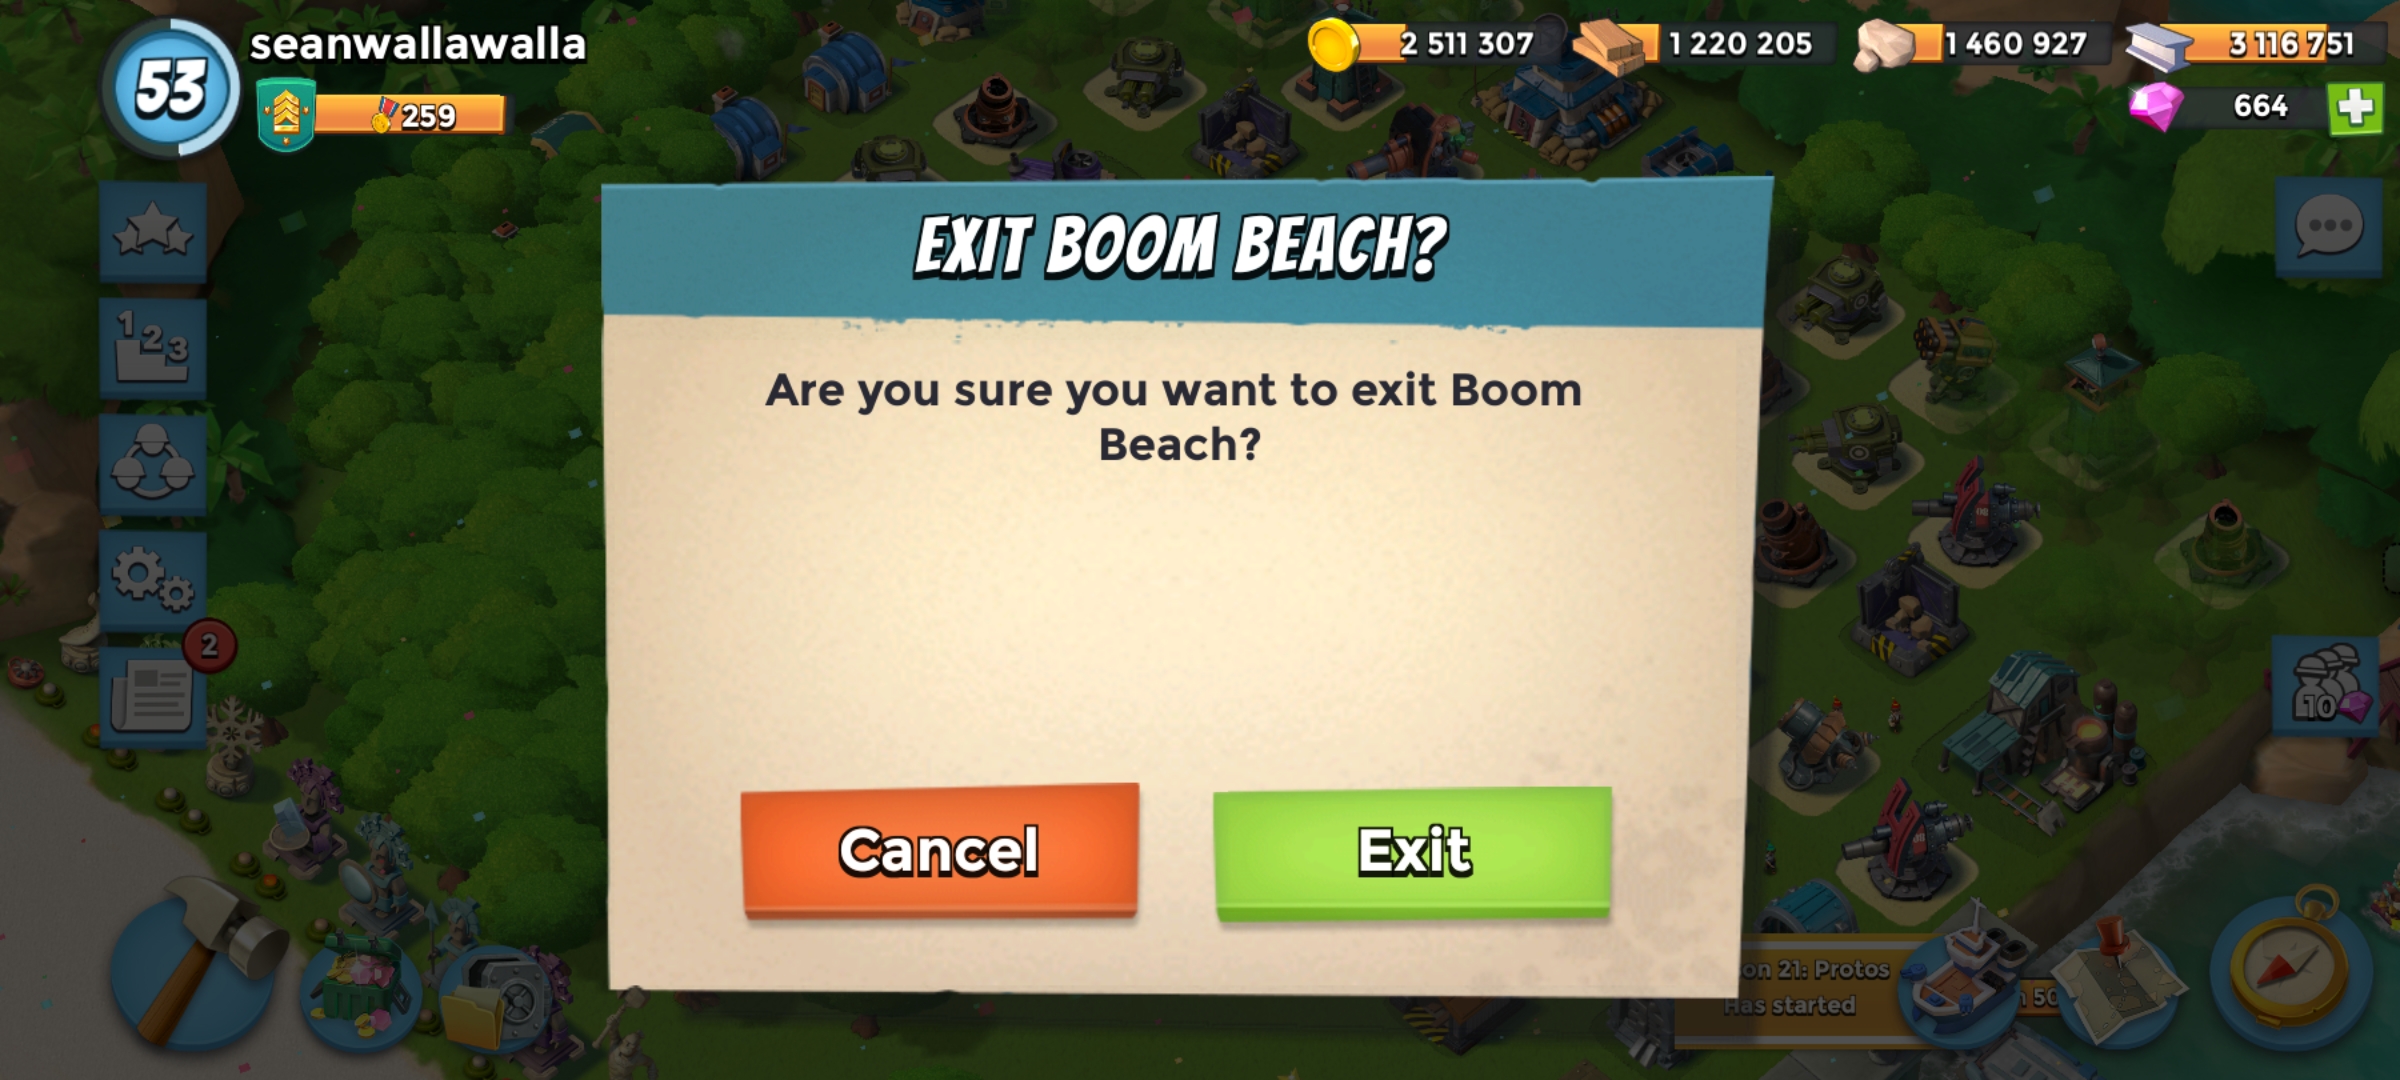 53
seanwallawalla
259
2 511 307
1 220 205
1 460 927
3 116 751
664
EXIT BOOM BEACH?
Are you sure you want to exit Boom
Beach?
Cancel
Exit
1 2 3
2
10
on 21: Protos
Has started
50